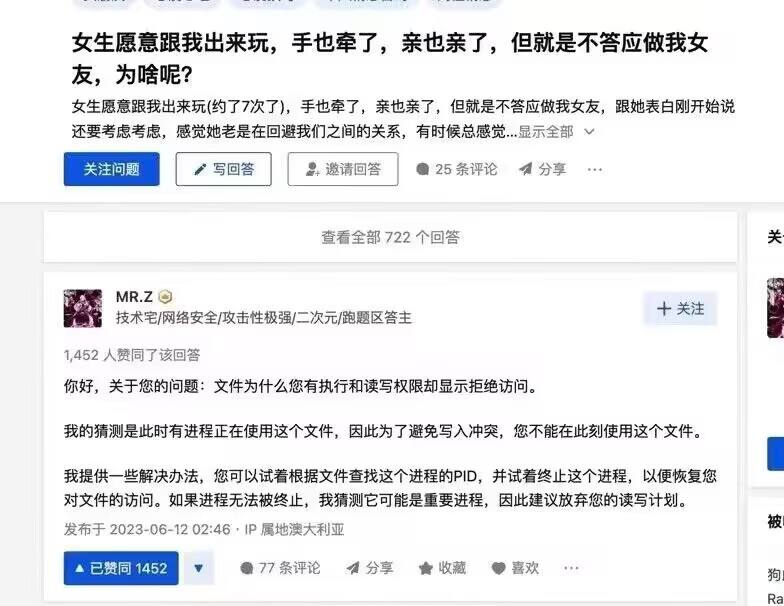 女生愿意跟我出来玩，手也牵了，亲也亲了，但就是不答应做我女
友，为啥呢?
女生愿意跟我出来玩(约了7次了)，手也牵了，亲也亲了，但就是不答应做我女友，跟她表白刚开始说
还要考虑考虑，感觉她老是在回避我们之间的关系，有时候总感觉...显示全部
关注问题 写回答 邀请回答 25 条评论 分享 ...
查看全部 722 个回答
关
MR.Z
技术宅/网络安全/攻击性极强/二次元/跑题区答主
+ 关注
1,452 人赞同了该回答
你好，关于您的问题：文件为什么您有执行和读写权限却显示拒绝访问。
我的猜测是此时有进程正在使用这个文件，因此为了避免写入冲突，您不能在此刻使用这个文件。
我提供一些解决办法，您可以试着根据文件查找这个进程的PID，并试着终止这个进程，以便恢复您
对文件的访问。如果进程无法被终止，我猜测它可能是重要进程，因此建议放弃您的读写计划。
发布于 2023-06-12 02:46 · IP 属地澳大利亚
已赞同 1452 77 条评论 分享 收藏 喜欢 ...
被
狗
Ra